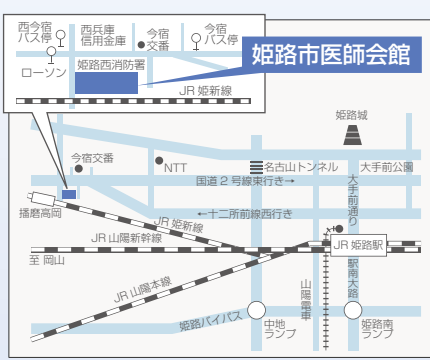 西今宿
バス停
西兵庫
信用金庫
今宿
交番
今宿
バス停
ローソン
姫路西消防署
姫路市医師会館
JR 姫新線
姫路城
今宿交番
NTT
名古山トンネル
大手前公園
国道2号線東行き→
大手前通り
播磨高岡
←十二所前線西行き
JR 姫新線
JR 山陽新幹線
JR 姫路駅
至 岡山
JR 山陽本線
山陽電車
駅南大路
姫路バイパス
中地
ランプ
姫路南
ランプ